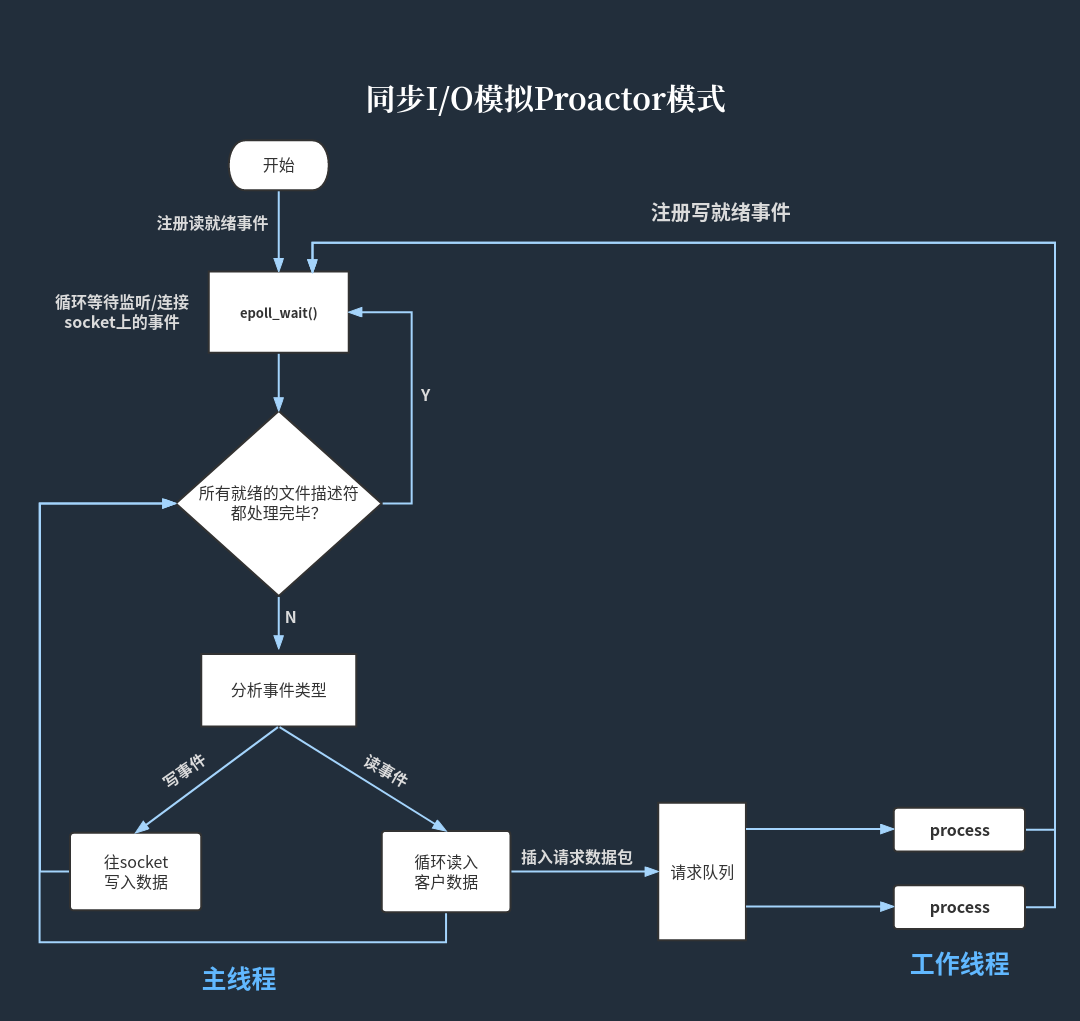 同步I/O模拟Proactor模式
开始
注册读就绪事件
注册写就绪事件
循环等待监听/连接
socket上的事件
epoll_wait()
Y
所有就绪的文件描述符
都处理完毕?
N
分析事件类型
写事件
读事件
往socket
写入数据
循环读入
客户数据
插入请求数据包
请求队列
process
process
主线程
工作线程